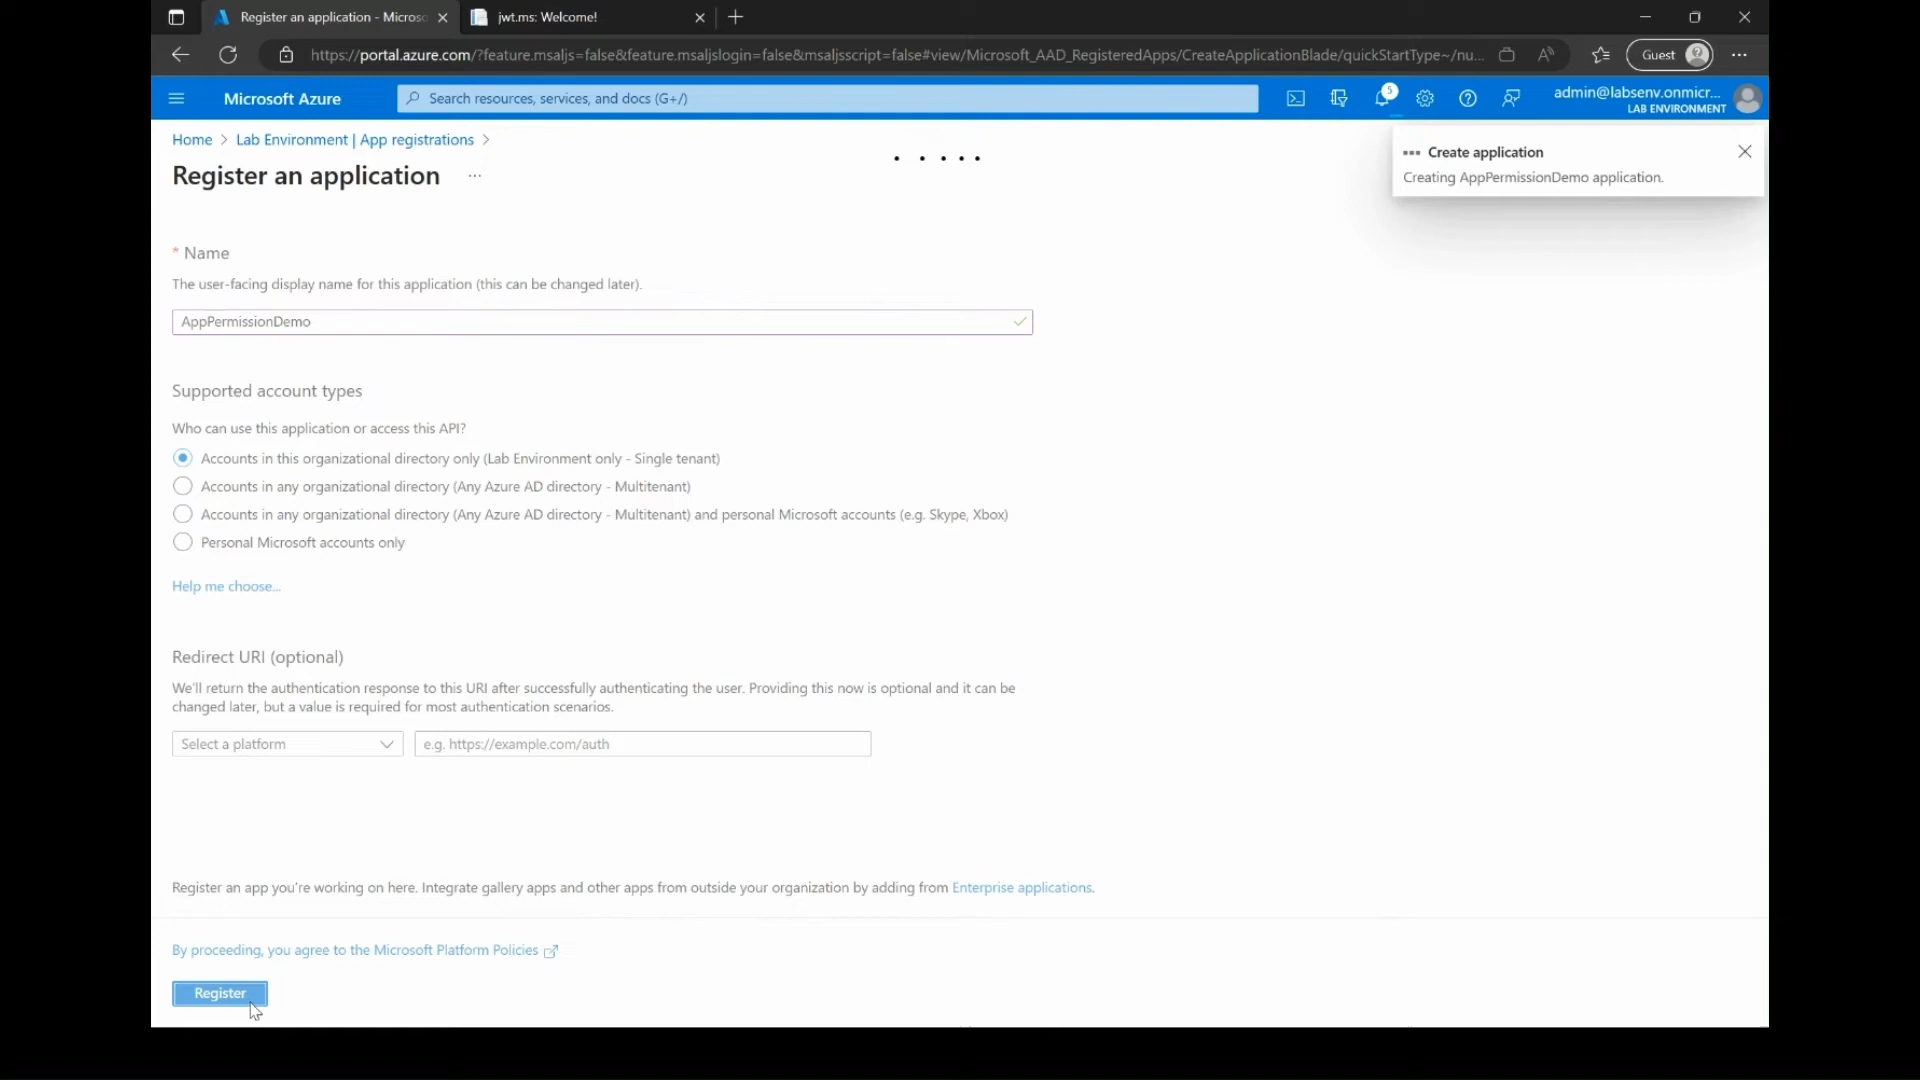 Register an application - Micros
jwt.ms: Welcome!
https://portal.azure.com/?feature.msaljs=false&feature.msaljslogin=false&msaljsscript=false#view/Microsoft_AAD_RegisteredApps/CreateApplicationBlade/quickStartType~/nu...
Guest
Microsoft Azure
Search resources, services, and docs (G+/)
5
admin@labsenv.onmicr...
LAB ENVIRONMENT
Home > Lab Environment | App registrations >
Register an application ...
Create application
Creating AppPermissionDemo application.
* Name
The user-facing display name for this application (this can be changed later).
AppPermissionDemo
Supported account types
Who can use this application or access this API?
Accounts in this organizational directory only (Lab Environment only - Single tenant)
Accounts in any organizational directory (Any Azure AD directory - Multitenant)
Accounts in any organizational directory (Any Azure AD directory - Multitenant) and personal Microsoft accounts (e.g. Skype, Xbox)
Personal Microsoft accounts only
Help me choose...
Redirect URI (optional)
We'll return the authentication response to this URI after successfully authenticating the user. Providing this now is optional and it can be
changed later, but a value is required for most authentication scenarios.
Select a platform
e.g. https://example.com/auth
Register an app you're working on here. Integrate gallery apps and other apps from outside your organization by adding from Enterprise applications.
By proceeding, you agree to the Microsoft Platform Policies
Register